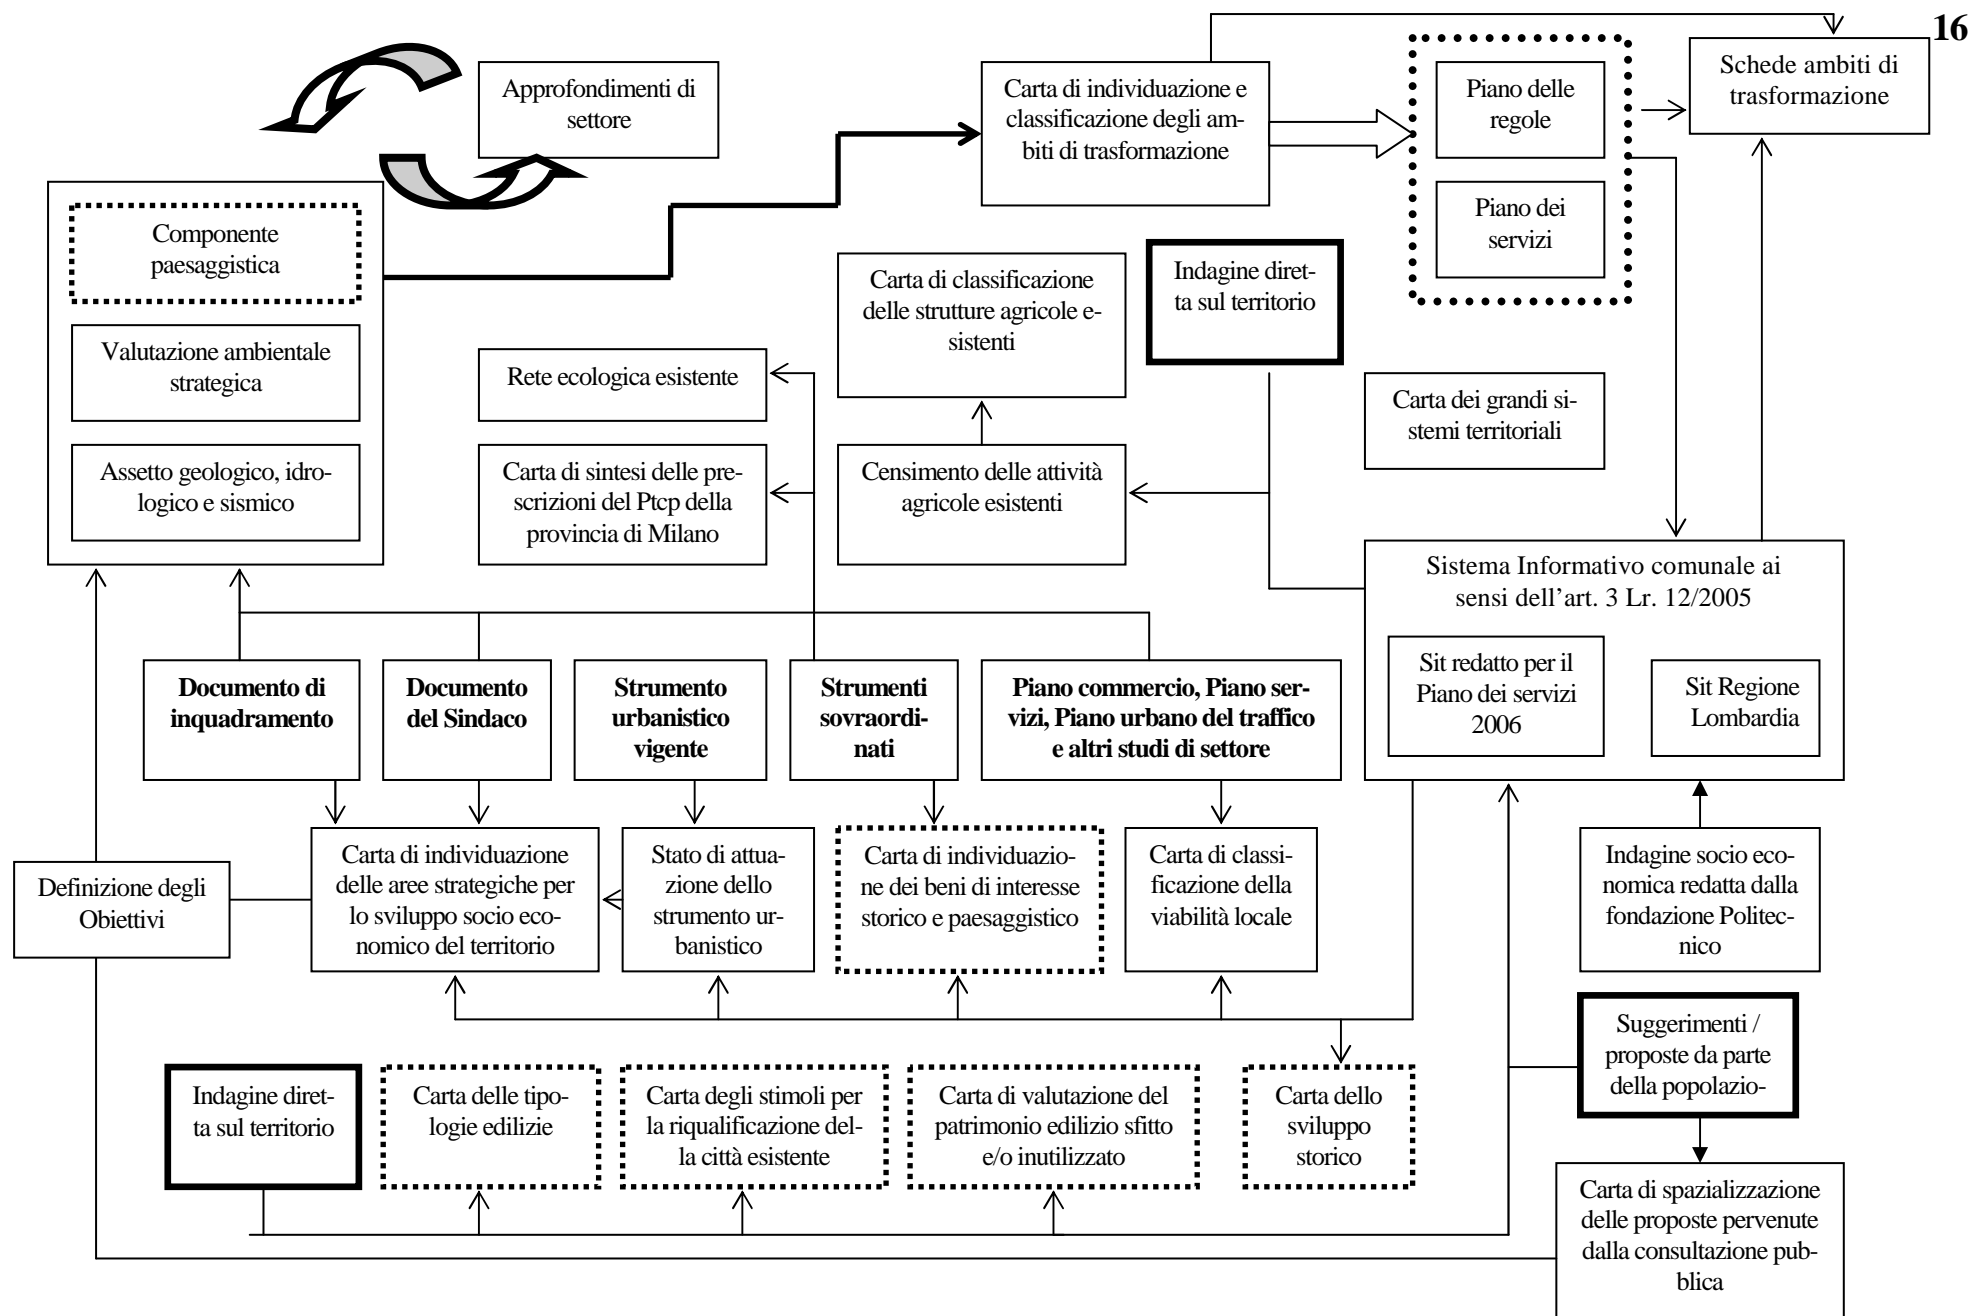 16
Approfondimenti di
settore
Carta di individuazione e
classificazione degli am-
biti di trasformazione
Piano delle
regole
Schede ambiti di
trasformazione
Piano dei
servizi
Componente
paesaggistica
Valutazione ambientale
strategica
Assetto geologico, idro-
logico e sismico
Carta di classificazione
delle strutture agricole e-
sistenti
Indagine diret-
ta sul territorio
Rete ecologica esistente
Carta dei grandi si-
stemi territoriali
Carta di sintesi delle pre-
scrizioni del Ptcp della
provincia di Milano
Censimento delle attività
agricole esistenti
Sistema Informativo comunale ai
sensi dell'art. 3 Lr. 12/2005
Sit redatto per il
Piano dei servizi
2006
Sit Regione
Lombardia
Documento di
inquadramento
Documento
del Sindaco
Strumento
urbanistico
vigente
Strumenti
sovraordi-
nati
Piano commercio, Piano ser-
vizi, Piano urbano del traffico
e altri studi di settore
Definizione degli
Obiettivi
Carta di individuazione
delle aree strategiche per
lo sviluppo socio eco-
nomico del territorio
Stato di attua-
zione dello
strumento ur-
banistico
Carta di individuazio-
ne dei beni di interesse
storico e paesaggistico
Carta di classi-
ficazione della
viabilità locale
Indagine socio eco-
nomica redatta dalla
fondazione Politec-
nico
Suggerimenti /
proposte da parte
della popolazio-
Indagine diret-
ta sul territorio
Carta delle tipo-
logie edilizie
Carta degli stimoli per
la riqualificazione del-
la città esistente
Carta di valutazione del
patrimonio edilizio sfitto
e/o inutilizzato
Carta dello
sviluppo
storico
Carta di spazializzazione
delle proposte pervenute
dalla consultazione pub-
blica